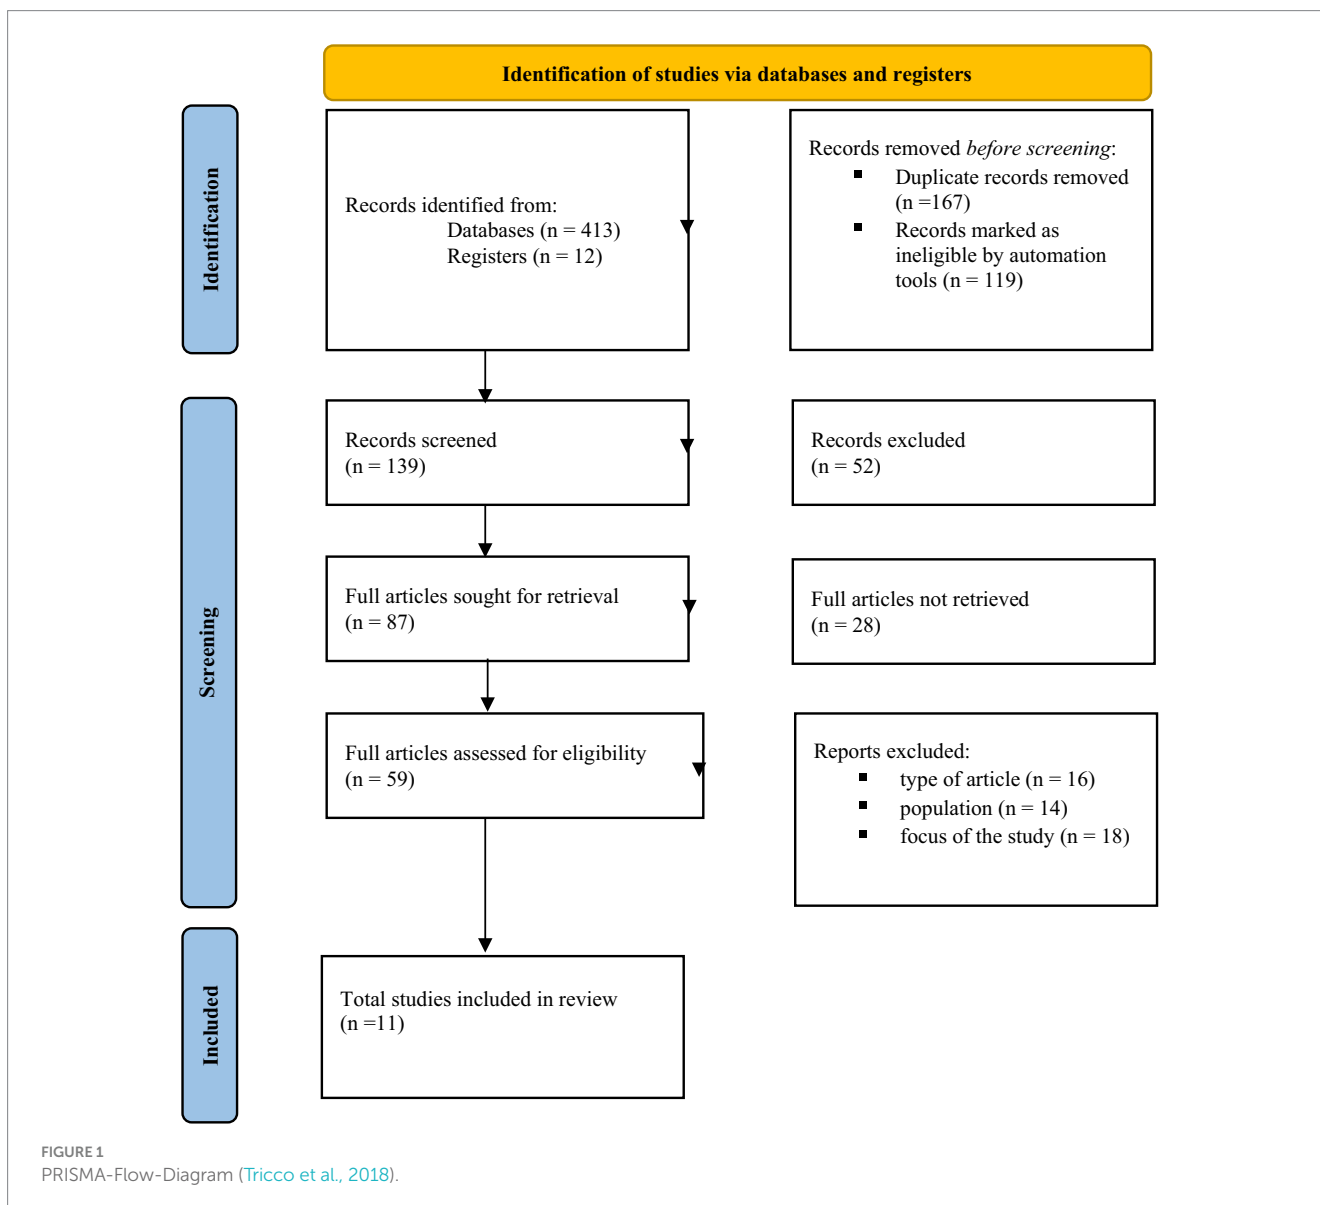 Identification of studies via databases and registers
Identification
Records identified from:
Databases (n = 413)
Registers (n = 12)
Records removed before screening:
▪ Duplicate records removed
(n =167)
▪ Records marked as
ineligible by automation
tools (n = 119)
Screening
Records screened
(n = 139)
Records excluded
(n = 52)
Full articles sought for retrieval
(n = 87)
Full articles not retrieved
(n = 28)
Full articles assessed for eligibility
(n = 59)
Reports excluded:
▪ type of article (n = 16)
▪ population (n = 14)
▪ focus of the study (n = 18)
Included
Total studies included in review
(n =11)
FIGURE 1
PRISMA-Flow-Diagram (Tricco et al., 2018).